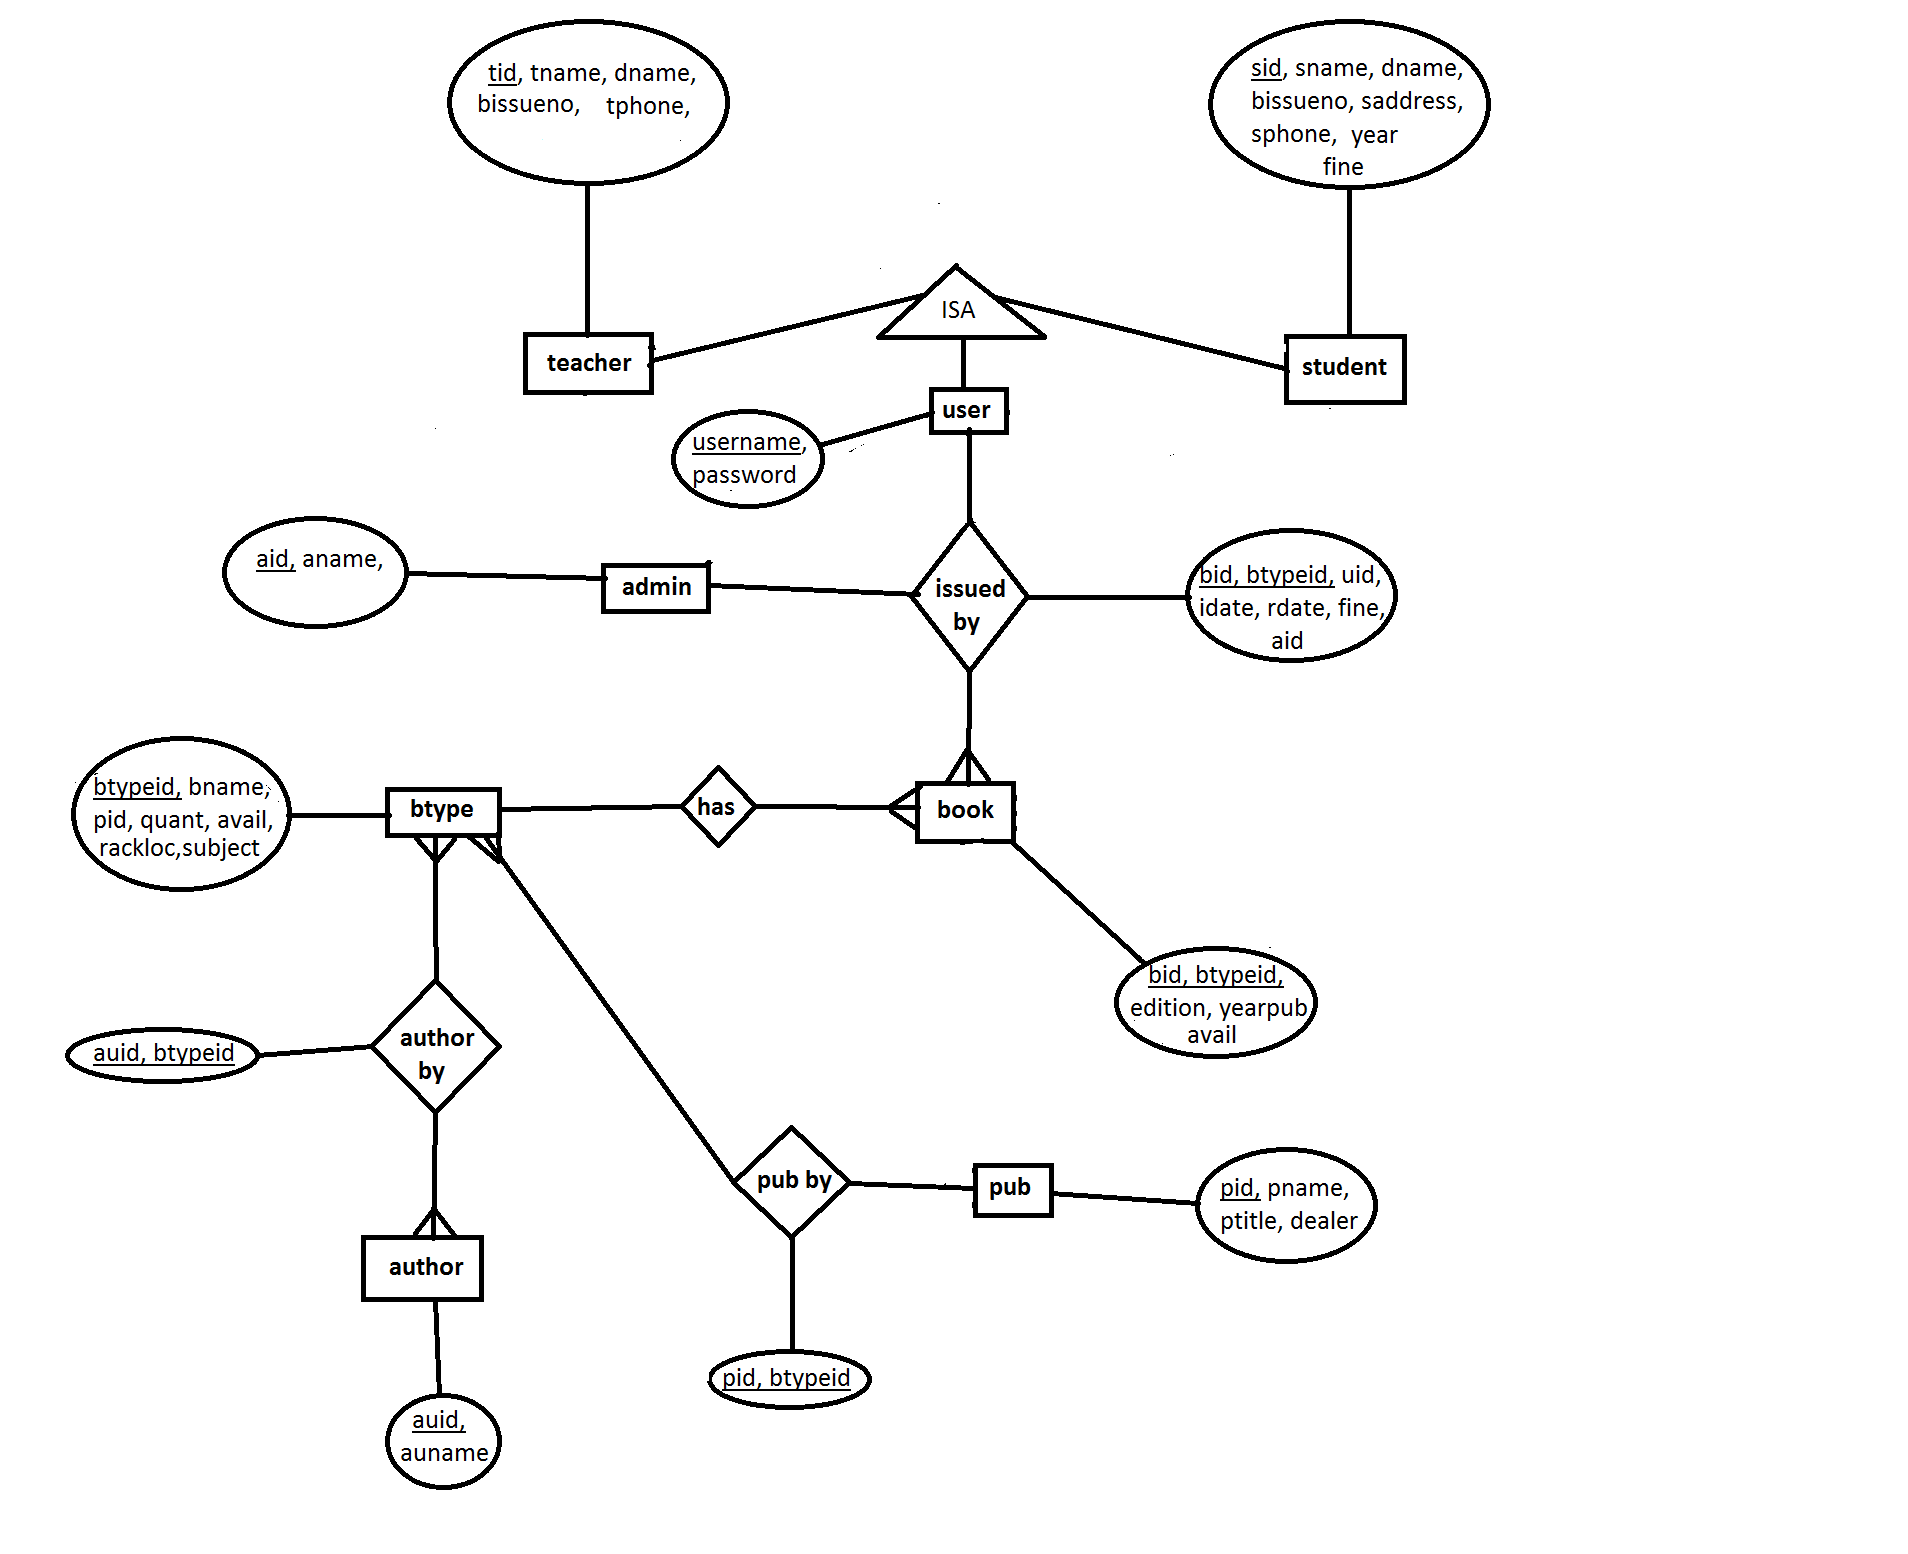 tid, tname, dname,
bissueno, tphone,
sid, sname, dname,
bissueno, saddress,
sphone, year
fine
ISA
teacher
student
user
username,
password
aid, aname,
admin
issued
by
bid, btypeid, uid,
idate, rdate, fine,
aid
btypeid, bname,
pid, quant, avail,
rackloc,subject
btype
has
book
bid, btypeid,
edition, yearpub
avail
auid, btypeid
author
by
pub by
pub
pid, pname,
ptitle, dealer
author
pid, btypeid
auid,
auname